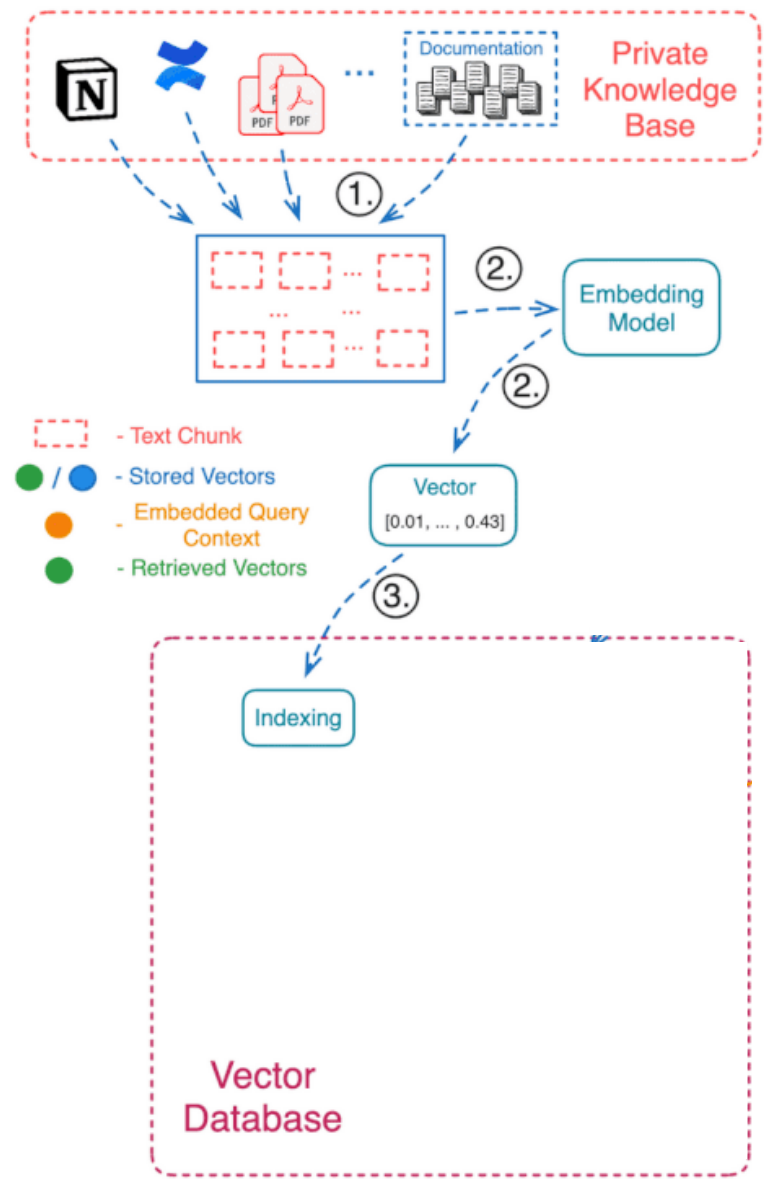 Documentation
Private
Knowledge
Base
N
PDF
PDF
1.
...
...
...
...
2.
Embedding
Model
2.
- Text Chunk
/ - Stored Vectors
- Embedded Query
Context
- Retrieved Vectors
Vector
[0.01, ... , 0.43]
3.
Indexing
Vector
Database